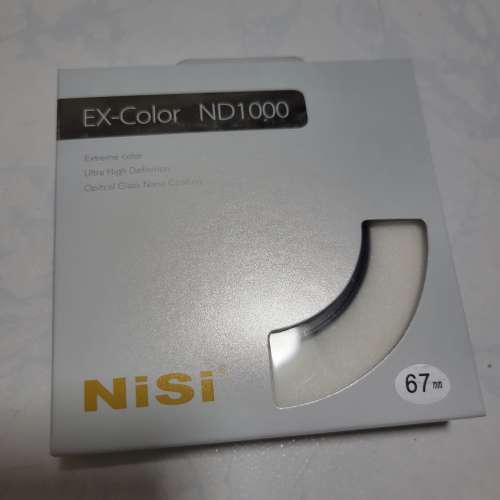 EX-Color ND1000
Extreme color
Ultra High Definition
Optical Glass Nano Coating
NiSi®
67mm